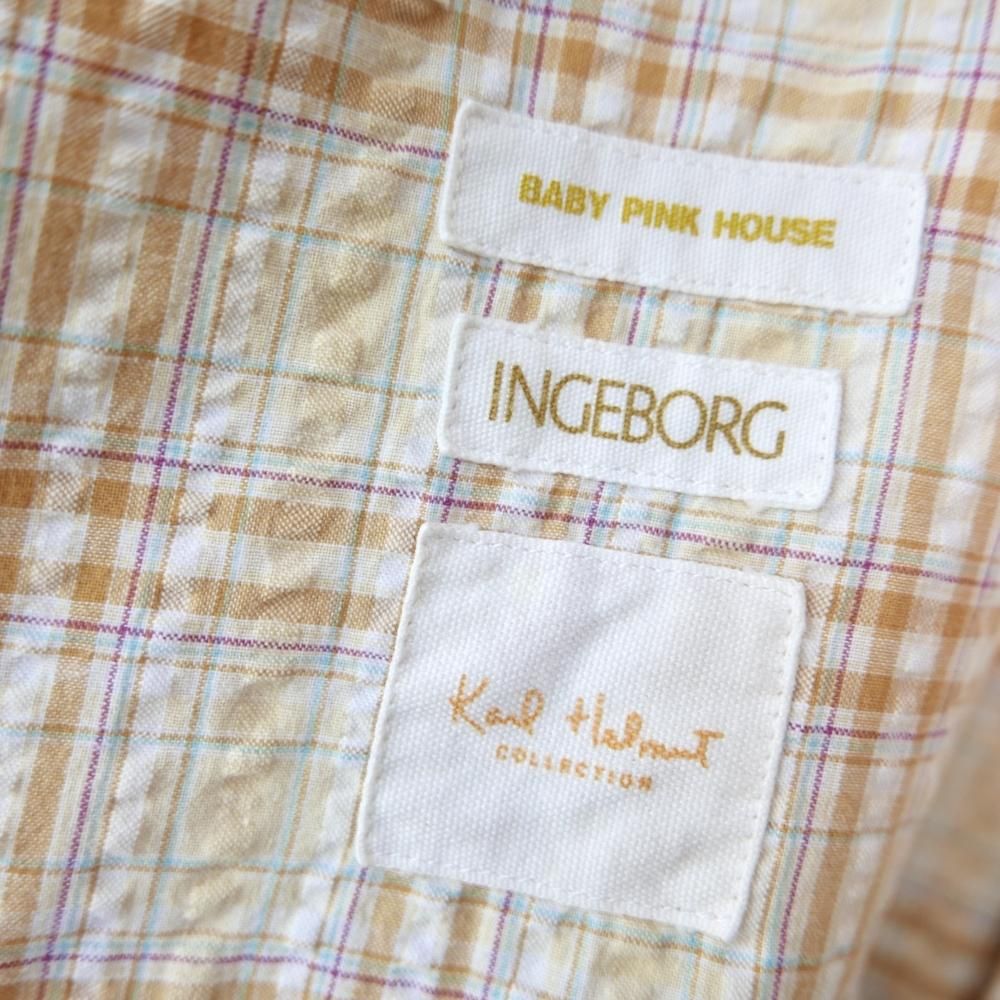 BABY PINK HOUSE
INGEBORG
Karl Helmut
COLLECTION